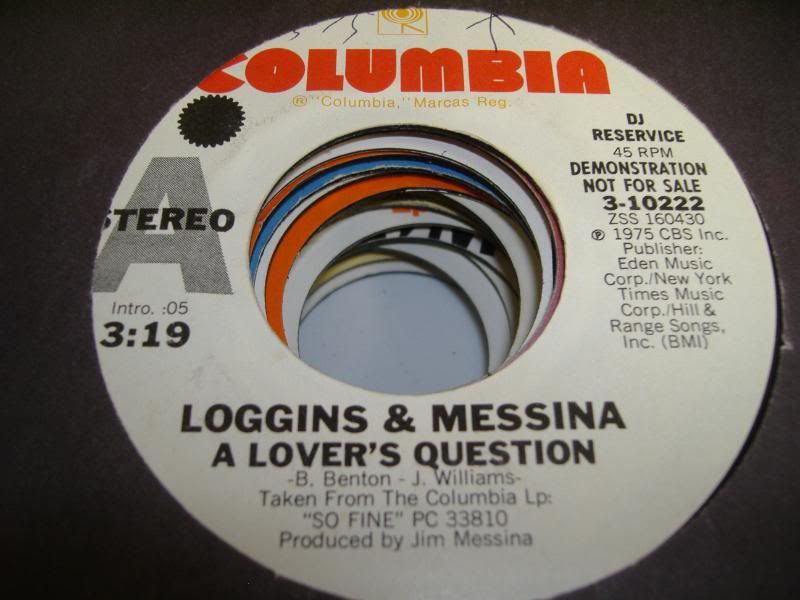 COLUMBIA
® "Columbia," Marcas Reg.
DJ
RESERVICE
45 RPM
DEMONSTRATION
NOT FOR SALE
3-10222
ZSS 160430
℗ 1975 CBS Inc.
Publisher:
Eden Music
Corp./New York
Times Music
Corp./Hill &
Range Songs,
Inc. (BMI)
A
STEREO
Intro. :05
3:19
LOGGINS & MESSINA
A LOVER'S QUESTION
-B. Benton - J. Williams-
Taken From The Columbia Lp:
"SO FINE" PC 33810
Produced by Jim Messina